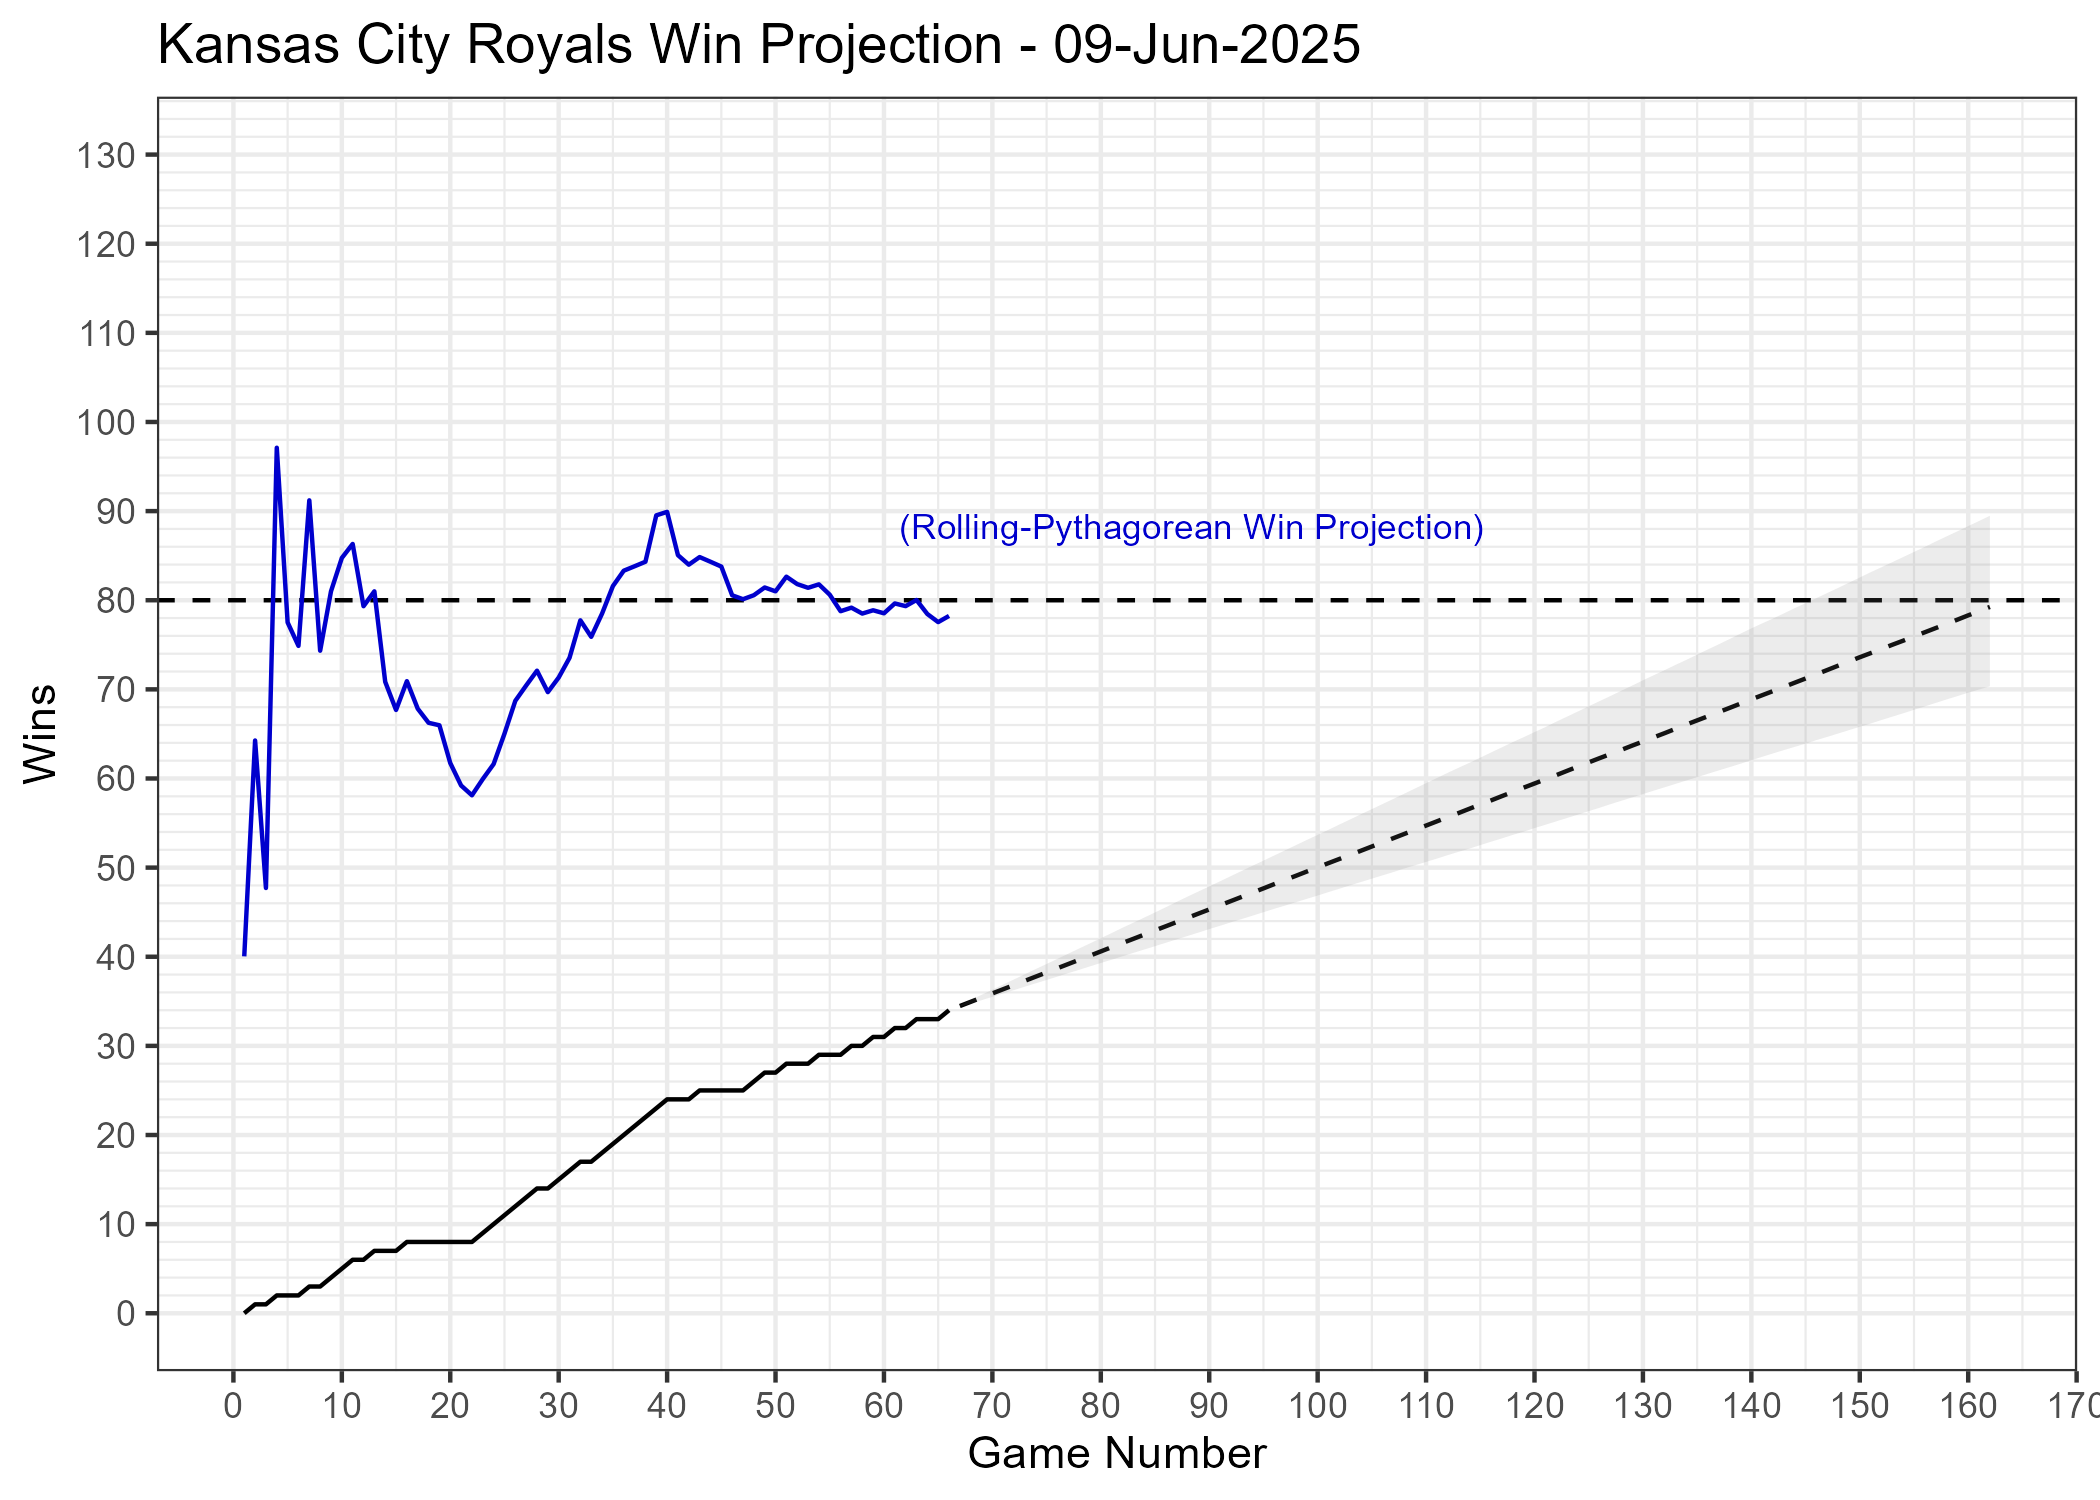 Kansas City Royals Win Projection - 09-Jun-2025
130
120
110
100
90
80
70
60
50
40
30
20
10
0
Wins
(Rolling-Pythagorean Win Projection)
0 10 20 30 40 50 60 70 80 90 100 110 120 130 140 150 160 170
Game Number